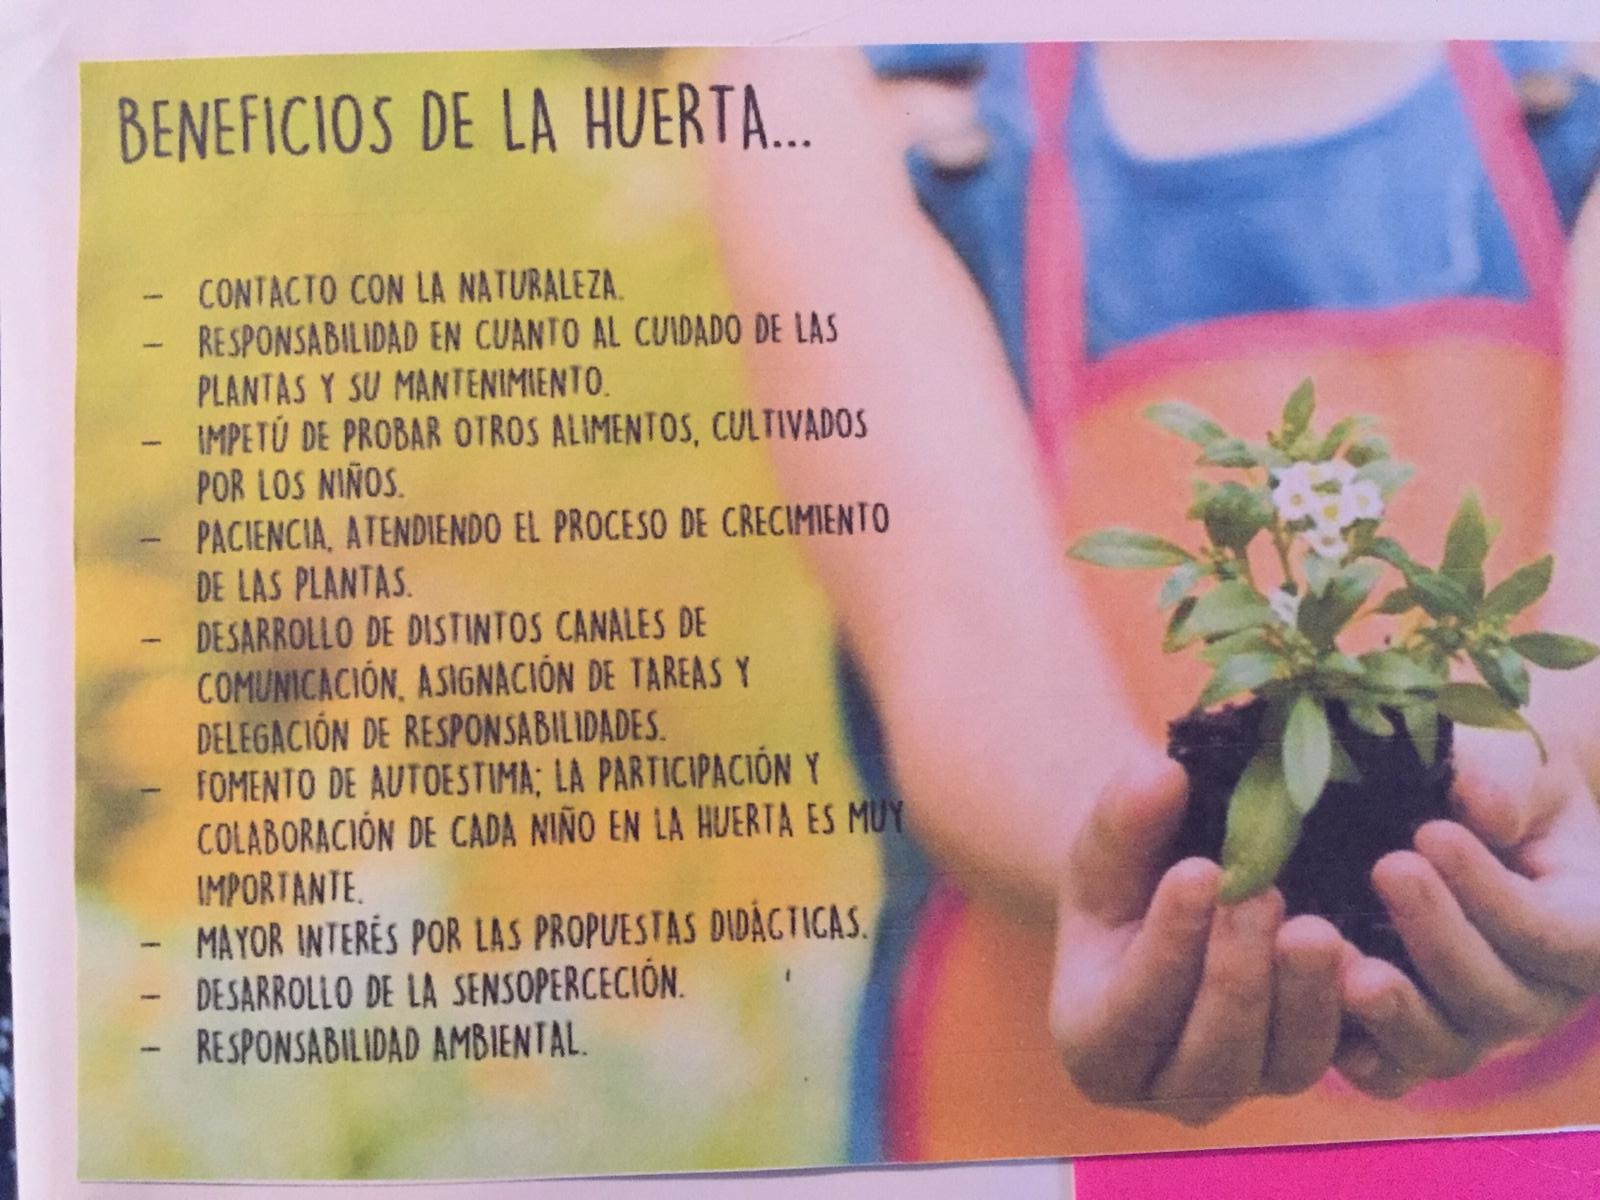 BENEFICIOS DE LA HUERTA...
- CONTACTO CON LA NATURALEZA.
- RESPONSABILIDAD EN CUANTO AL CUIDADO DE LAS
PLANTAS Y SU MANTENIMIENTO.
- IMPETÚ DE PROBAR OTROS ALIMENTOS, CULTIVADOS
POR LOS NIÑOS.
- PACIENCIA, ATENDIENDO EL PROCESO DE CRECIMIENTO
DE LAS PLANTAS.
- DESARROLLO DE DISTINTOS CANALES DE
COMUNICACIÓN, ASIGNACIÓN DE TAREAS Y
DELEGACIÓN DE RESPONSABILIDADES.
- FOMENTO DE AUTOESTIMA; LA PARTICIPACIÓN Y
COLABORACIÓN DE CADA NIÑO EN LA HUERTA ES MUY
IMPORTANTE.
- MAYOR INTERÉS POR LAS PROPUESTAS DIDÁCTICAS.
- DESARROLLO DE LA SENSOPERCECIÓN.
- RESPONSABILIDAD AMBIENTAL.